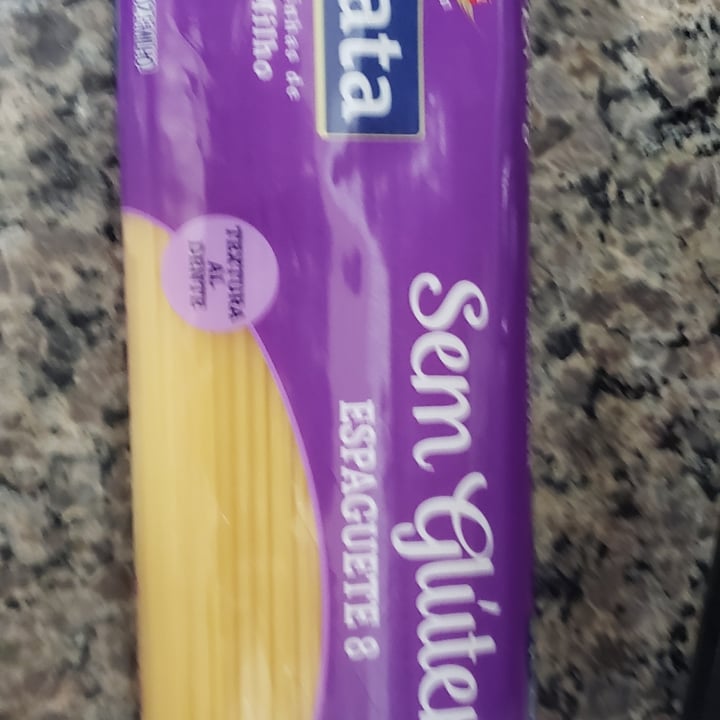 ata
Milho
Sem Glúten
ESPAGUETE 8
TEXTURA
AL
DENTE